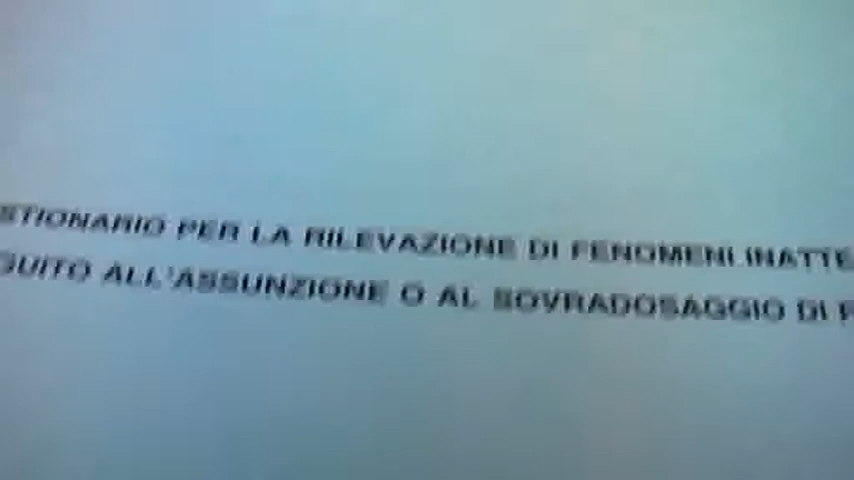 STIONARIO PER LA RILEVAZIONE DI FENOMENI INATTE
GUITO ALL'ASSUNZIONE O AL SOVRADOSAGGIO DI F